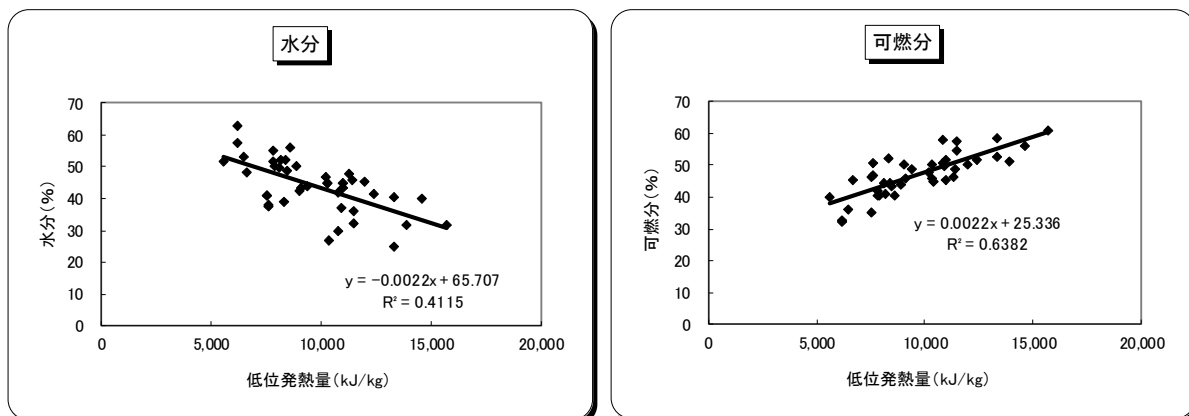 水分
水分(%)
70
60
50
40
30
20
10
0
y = −0.0022x + 65.707
R² = 0.4115
0
5,000
10,000
15,000
20,000
低位発熱量(kJ/kg)
可燃分
可燃分(%)
70
60
50
40
30
20
10
0
y = 0.0022x + 25.336
R² = 0.6382
0
5,000
10,000
15,000
20,000
低位発熱量(kJ/kg)